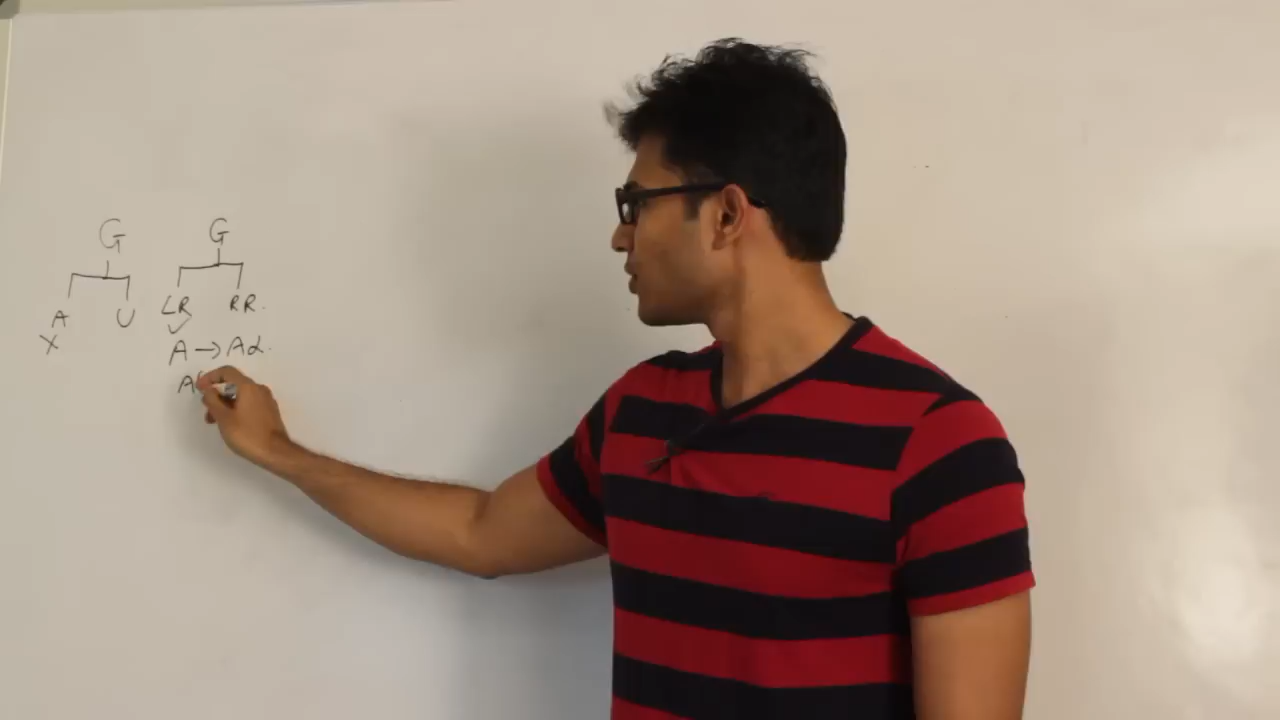 G G
A U LR RR.
X ✓
A → Aα.
A(